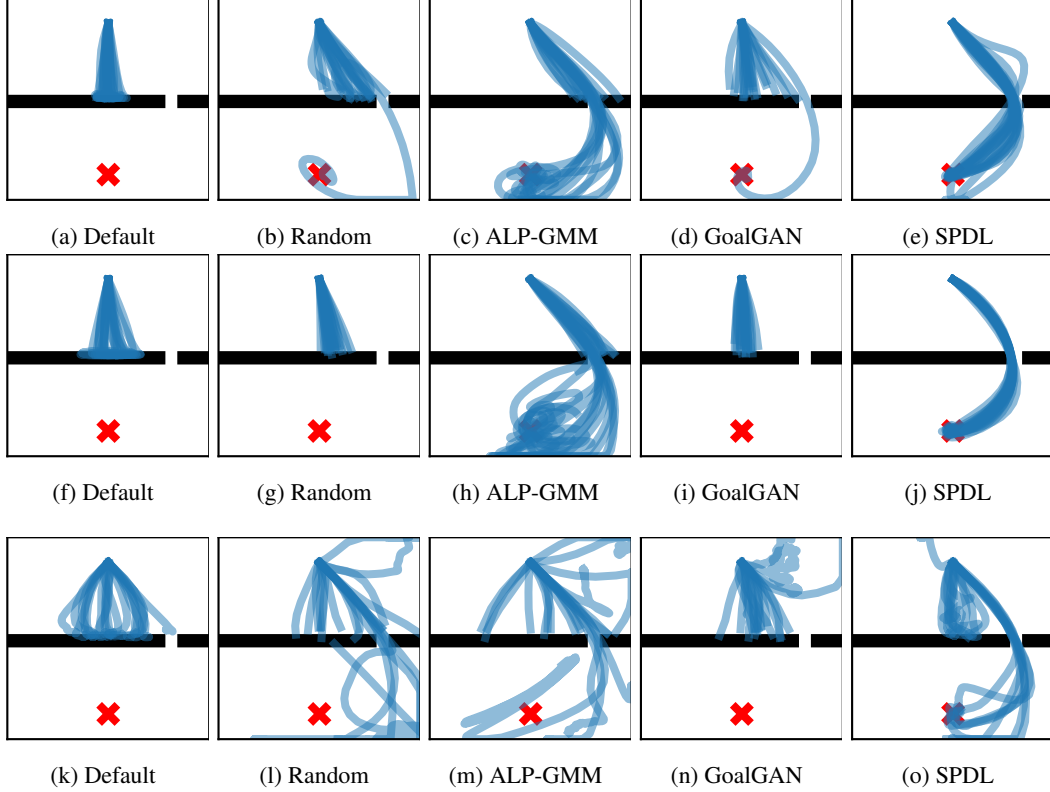 (a) Default (b) Random (c) ALP-GMM (d) GoalGAN (e) SPDL
(f) Default (g) Random (h) ALP-GMM (i) GoalGAN (j) SPDL
(k) Default (l) Random (m) ALP-GMM (n) GoalGAN (o) SPDL